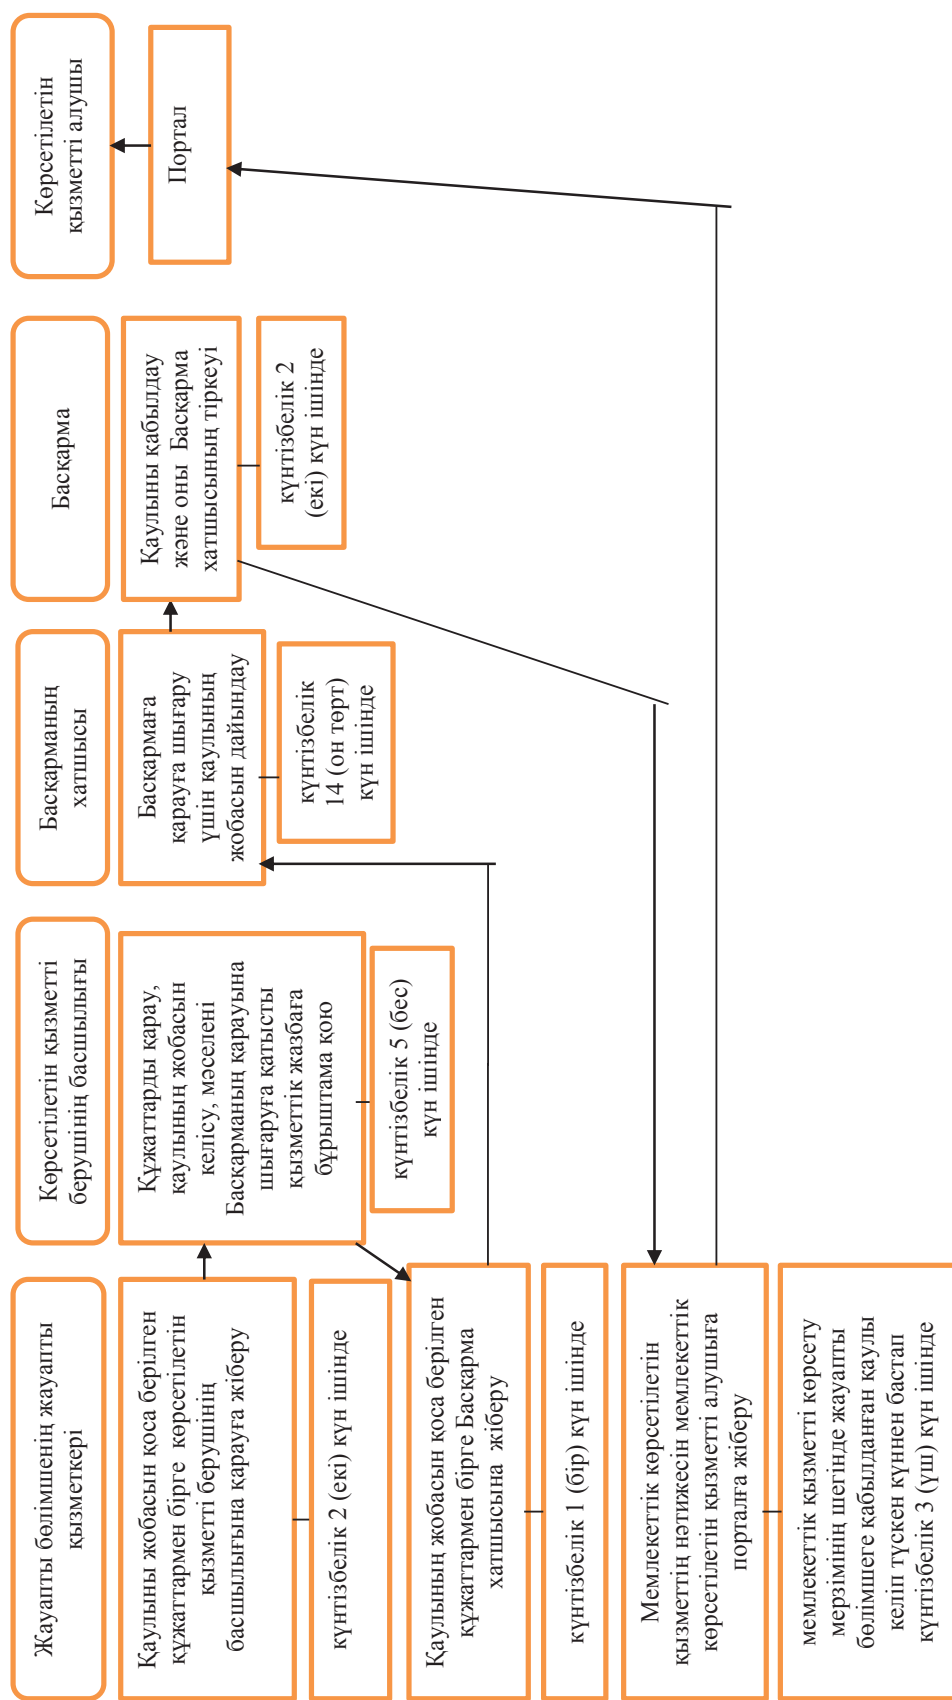 Жауапты бөлімшенің жауапты
қызметкері
Қаулыны жобасын қоса берілген
құжаттармен бірге көрсетілетін
қызметті берушінің
басшылығына қарауға жіберу
күнтізбелік 2 (екі) күн ішінде
Қаулының жобасын қоса берілген
құжаттармен бірге Басқарма
хатшысына жіберу
күнтізбелік 1 (бір) күн ішінде
Мемлекеттік көрсетілетін
қызметтің нәтижесін мемлекеттік
көрсетілетін қызметті алушыға
порталға жіберу
мемлекеттік қызметті көрсету
мерзімінің шегінде жауапты
бөлімшеге қабылданған қаулы
келіп түскен күннен бастап
күнтізбелік 3 (үш) күн ішінде
Көрсетілетін қызметті
берушінің басшылығы
Құжаттарды қарау,
қаулының жобасын
келісу, мәселені
Басқарманың қарауына
шығаруға қатысты
қызметтік жазбаға
бұрыштама қою
күнтізбелік 5 (бес)
күн ішінде
Басқарманың
хатшысы
Басқармаға
қарауға шығару
үшін қаулының
жобасын дайындау
күнтізбелік
14 (он төрт)
күн ішінде
Басқарма
Қаулыны қабылдау
және оны Басқарма
хатшысының тіркеуі
күнтізбелік 2
(екі) күн ішінде
Көрсетілетін
қызметті алушы
Портал